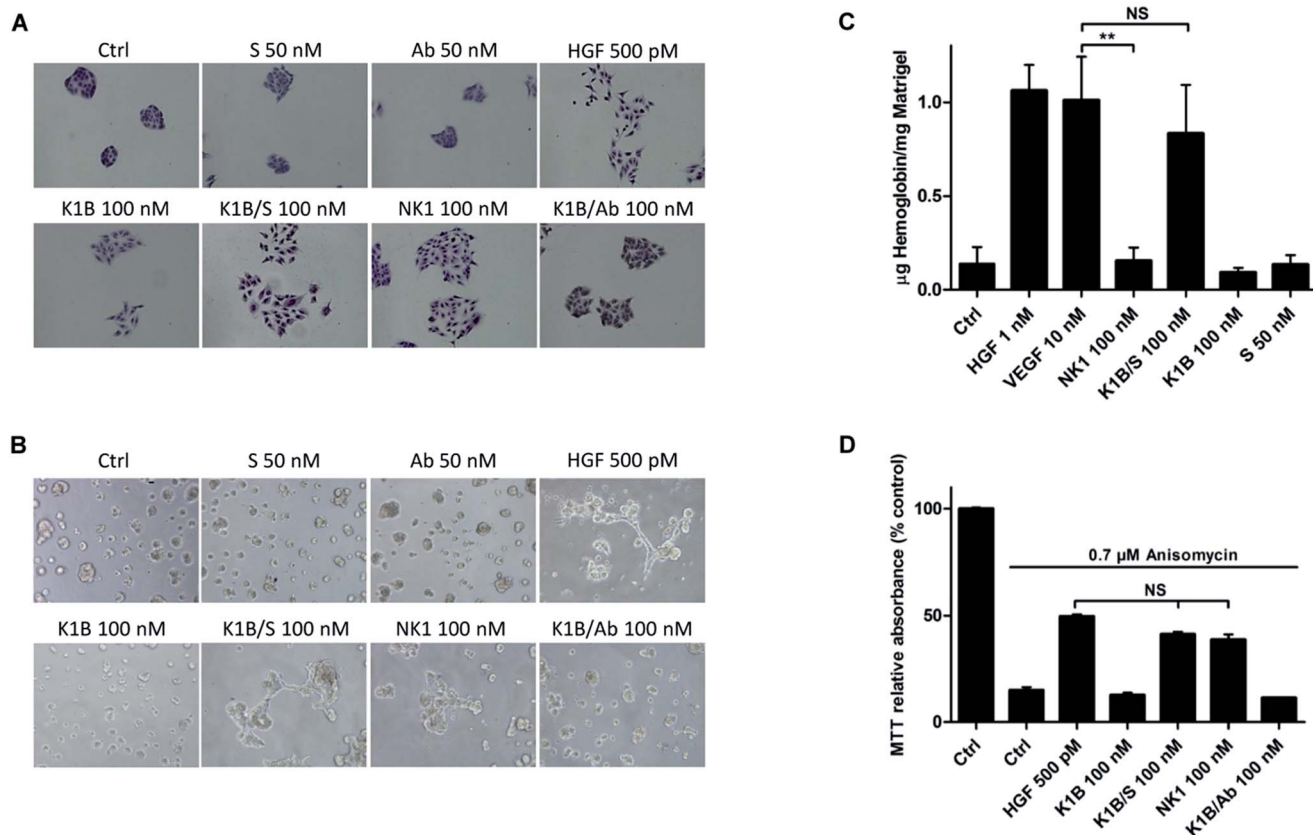 A
Ctrl
S 50 nM
Ab 50 nM
HGF 500 pM
K1B 100 nM
K1B/S 100 nM
NK1 100 nM
K1B/Ab 100 nM
B
Ctrl
S 50 nM
Ab 50 nM
HGF 500 pM
K1B 100 nM
K1B/S 100 nM
NK1 100 nM
K1B/Ab 100 nM
C
NS
**
µg Hemoglobin/mg Matrigel
1.0
0.5
0.0
Ctrl
HGF 1 nM
VEGF 10 nM
NK1 100 nM
K1B/S 100 nM
K1B 100 nM
S 50 nM
D
MTT relative absorbance (% control)
100
50
0
0.7 µM Anisomycin
NS
Ctrl
Ctrl
HGF 500 pM
K1B 100 nM
K1B/S 100 nM
NK1 100 nM
K1B/Ab 100 nM